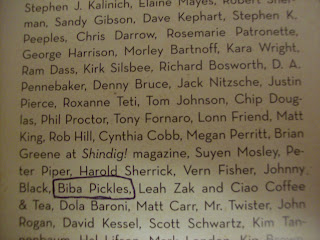 Stephen J. Kalinich, Elaine Mayes, Robert Sher-
man, Sandy Gibson, Dave Kephart, Stephen K.
Peeples, Chris Darrow, Rosemarie Patronette,
George Harrison, Morley Bartnoff, Kara Wright,
Ram Dass, Kirk Silsbee, Richard Bosworth, D. A.
Pennebaker, Denny Bruce, Jack Nitzsche, Justin
Pierce, Roxanne Teti, Tom Johnson, Chip Doug-
las, Phil Proctor, Tony Fornaro, Lonn Friend, Matt
King, Rob Hill, Cynthia Cobb, Megan Perritt, Brian
Greene at Shindig! magazine, Suyen Mosley, Pe-
ter Piper, Harold Sherrick, Vern Fisher, Johnny
Black, Biba Pickles, Leah Zak and Ciao Coffee
& Tea, Dola Baroni, Matt Carr, Mr. Twister, John
Rogan, David Kessel, Scott Schwartz, Kim Tan-